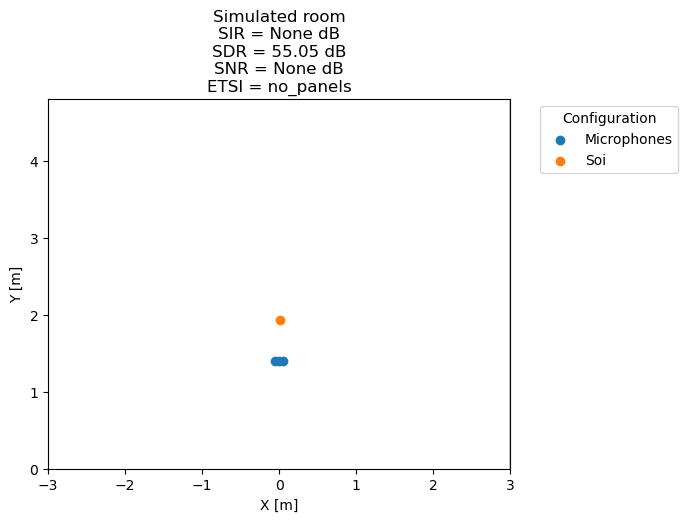 Simulated room
SIR = None dB
SDR = 55.05 dB
SNR = None dB
ETSI = no_panels
Configuration
Microphones
Soi
Y [m]
4
3
2
1
0
−3
−2
−1
0
1
2
3
X [m]